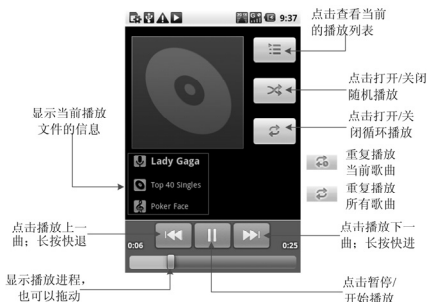 9:37
点击查看当前
的播放列表
点击打开/关闭
随机播放
点击打开/关
闭循环播放
显示当前播放
文件的信息
重复播放
当前歌曲
重复播放
所有歌曲
Lady Gaga
Top 40 Singles
Poker Face
点击播放上一
曲；长按快退
点击播放下一
曲；长按快进
0:06
0:25
显示播放进程，
也可以拖动
点击暂停/
开始播放